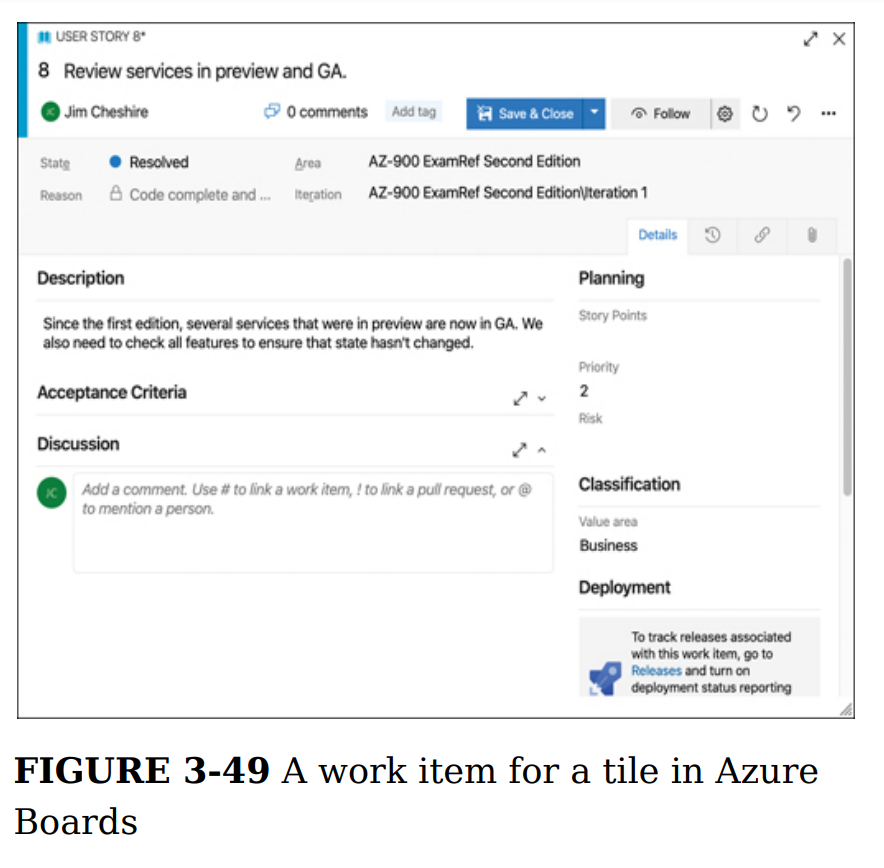 USER STORY 8*
8 Review services in preview and GA.
JC Jim Cheshire 0 comments Add tag Save & Close Follow
State Resolved Area AZ-900 ExamRef Second Edition
Reason Code complete and ... Iteration AZ-900 ExamRef Second Edition\Iteration 1
Details
Description
Since the first edition, several services that were in preview are now in GA. We
also need to check all features to ensure that state hasn't changed.
Acceptance Criteria
Discussion
JC Add a comment. Use # to link a work item, ! to link a pull request, or @
to mention a person.
Planning
Story Points
Priority
2
Risk
Classification
Value area
Business
Deployment
To track releases associated
with this work item, go to
Releases and turn on
deployment status reporting
FIGURE 3-49 A work item for a tile in Azure
Boards